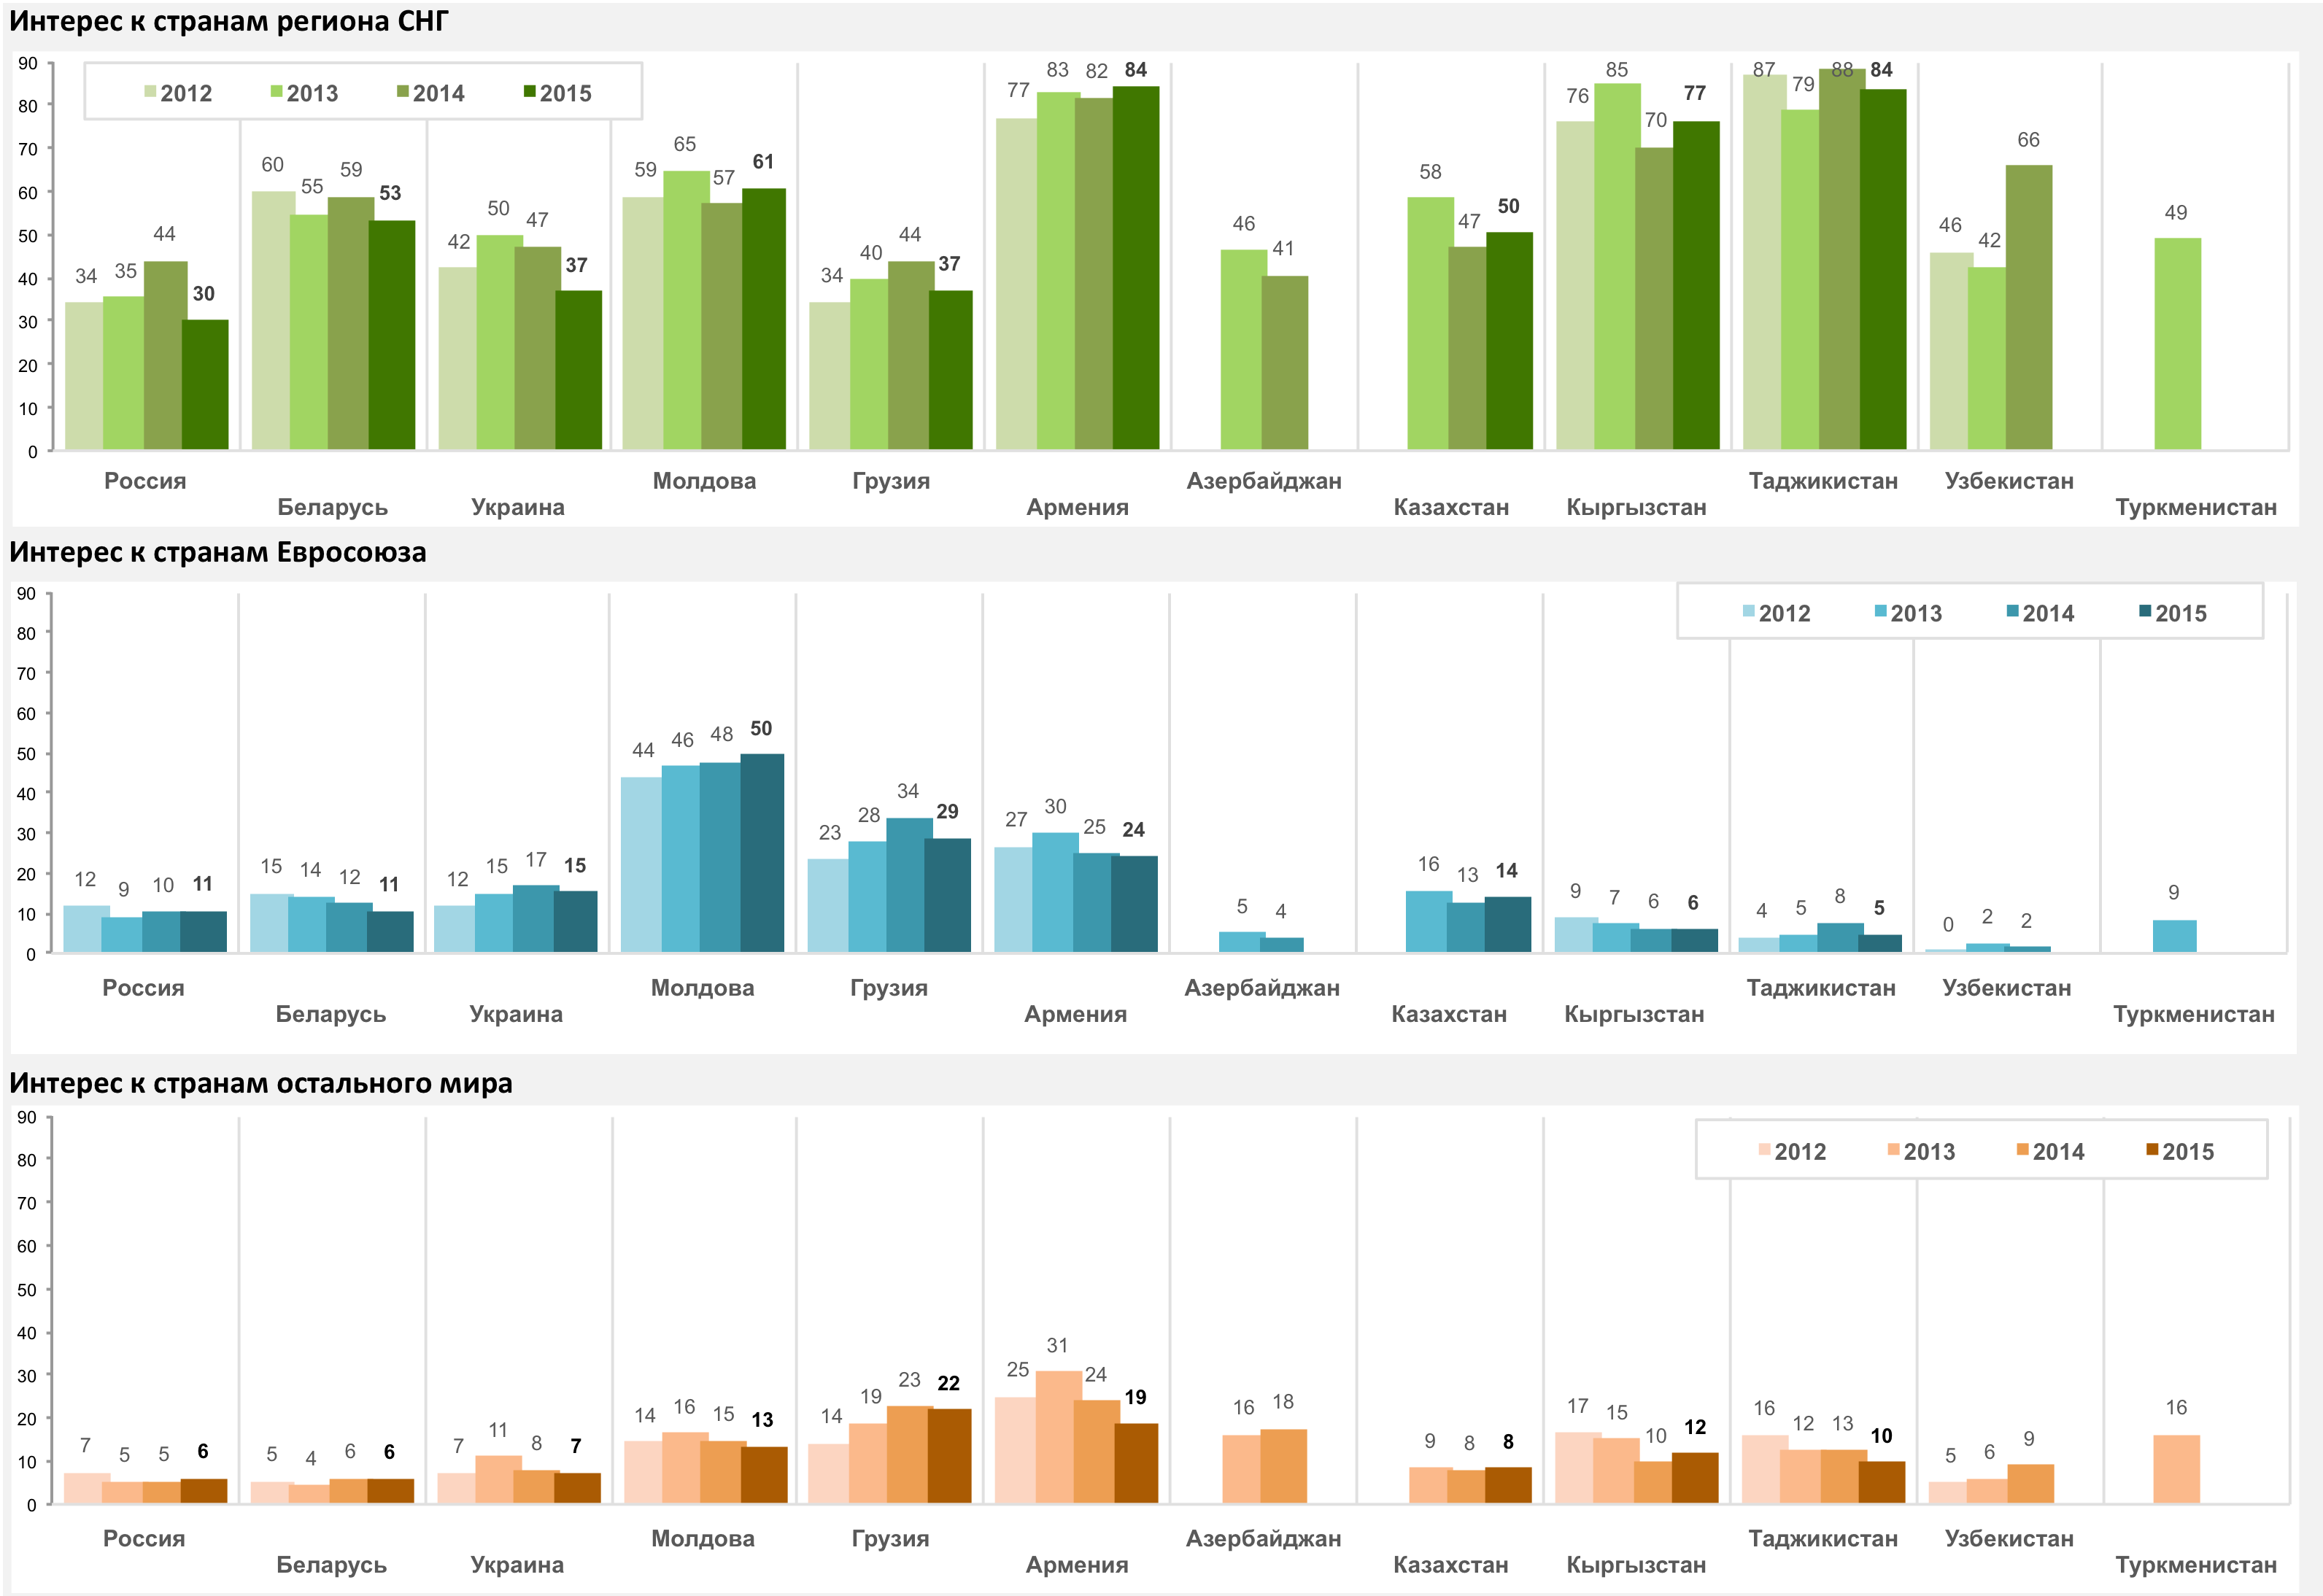 Интерес к странам региона СНГ
2012 2013 2014 2015
90
80
70
60
50
40
30
20
10
0
34 35 44 30
60 55 59 53
42 50 47 37
59 65 57 61
34 40 44 37
77 83 82 84
46 41
58 47 50
76 85 70 77
87 79 88 84
46 42 66
49
Россия Молдова Грузия Азербайджан Таджикистан Узбекистан
Беларусь Украина Армения Казахстан Кыргызстан Туркменистан
Интерес к странам Евросоюза
2012 2013 2014 2015
90
80
70
60
50
40
30
20
10
0
12 9 10 11
15 14 12 11
12 15 17 15
44 46 48 50
23 28 34 29
27 30 25 24
5 4
16 13 14
9 7 6 6
4 5 8 5
0 2 2
9
Россия Молдова Грузия Азербайджан Таджикистан Узбекистан
Беларусь Украина Армения Казахстан Кыргызстан Туркменистан
Интерес к странам остального мира
2012 2013 2014 2015
90
80
70
60
50
40
30
20
10
0
7 5 5 6
5 4 6 6
7 11 8 7
14 16 15 13
14 19 23 22
25 31 24 19
16 18
9 8 8
17 15 10 12
16 12 13 10
5 6 9
16
Россия Молдова Грузия Азербайджан Таджикистан Узбекистан
Беларусь Украина Армения Казахстан Кыргызстан Туркменистан